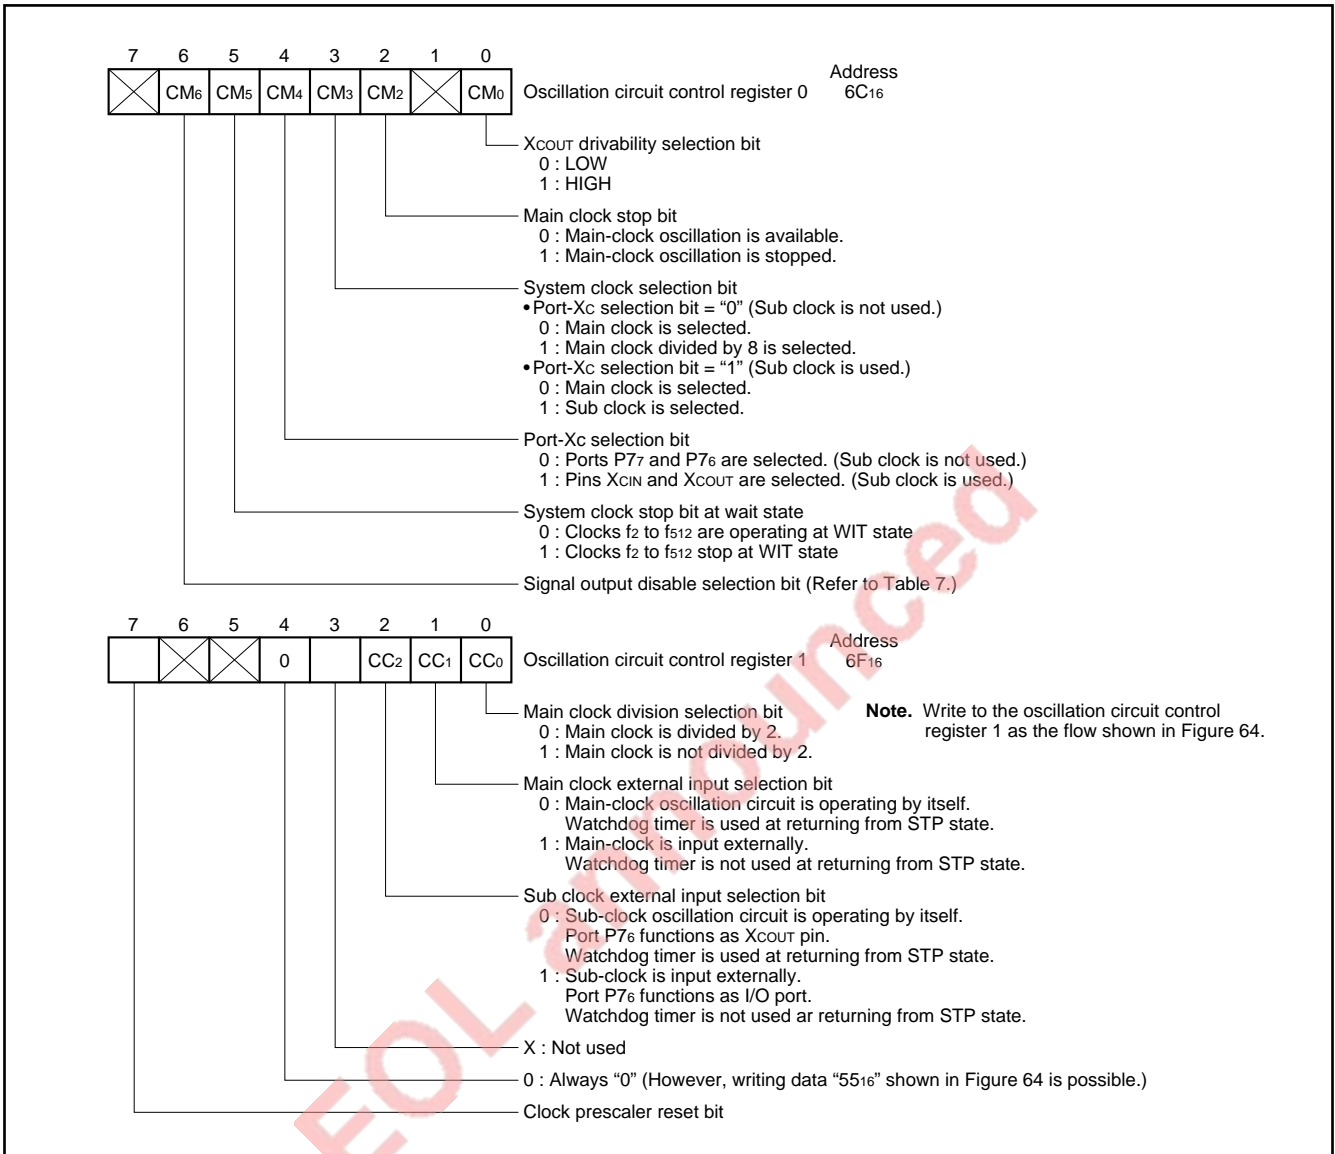 7 6 5 4 3 2 1 0
Address
CM6 CM5 CM4 CM3 CM2 CM0 Oscillation circuit control register 0 6C16
XCOUT drivability selection bit
0 : LOW
1 : HIGH
Main clock stop bit
0 : Main-clock oscillation is available.
1 : Main-clock oscillation is stopped.
System clock selection bit
•Port-XC selection bit = “0” (Sub clock is not used.)
0 : Main clock is selected.
1 : Main clock divided by 8 is selected.
•Port-XC selection bit = “1” (Sub clock is used.)
0 : Main clock is selected.
1 : Sub clock is selected.
Port-Xc selection bit
0 : Ports P77 and P76 are selected. (Sub clock is not used.)
1 : Pins XCIN and XCOUT are selected. (Sub clock is used.)
System clock stop bit at wait state
0 : Clocks f2 to f512 are operating at WIT state
1 : Clocks f2 to f512 stop at WIT state
Signal output disable selection bit (Refer to Table 7.)
7 6 5 4 3 2 1 0
Address
0 CC2 CC1 CC0 Oscillation circuit control register 1 6F16
Main clock division selection bit
0 : Main clock is divided by 2.
1 : Main clock is not divided by 2.
Note. Write to the oscillation circuit control
register 1 as the flow shown in Figure 64.
Main clock external input selection bit
0 : Main-clock oscillation circuit is operating by itself.
Watchdog timer is used at returning from STP state.
1 : Main-clock is input externally.
Watchdog timer is not used at returning from STP state.
Sub clock external input selection bit
0 : Sub-clock oscillation circuit is operating by itself.
Port P76 functions as XCOUT pin.
Watchdog timer is used at returning from STP state.
1 : Sub-clock is input externally.
Port P76 functions as I/O port.
Watchdog timer is not used ar returning from STP state.
X : Not used
0 : Always “0” (However, writing data “5516” shown in Figure 64 is possible.)
Clock prescaler reset bit
EOL announced